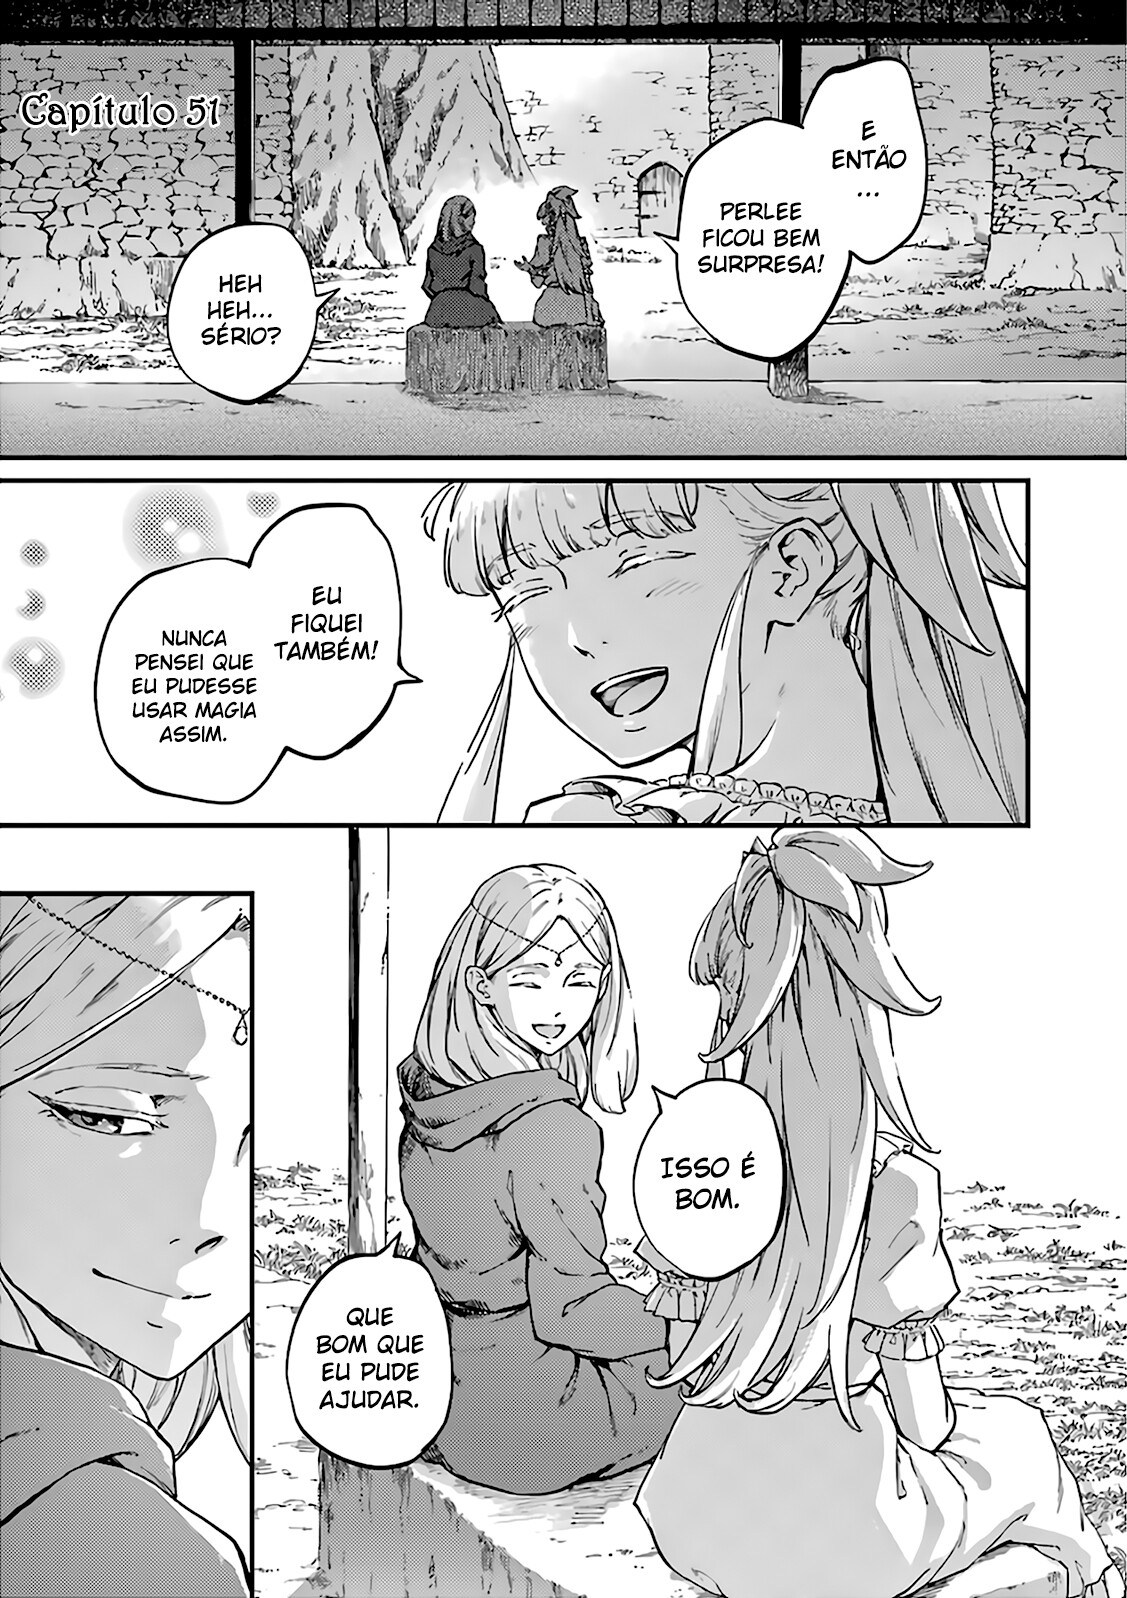 Capítulo 51
E
ENTÃO
...
PERLEE
FICOU BEM
SURPRESA!
HEH
HEH...
SÉRIO?
EU
FIQUEI
TAMBÉM!
NUNCA
PENSEI QUE
EU PUDESSE
USAR MAGIA
ASSIM.
ISSO É
BOM.
QUE
BOM QUE
EU PUDE
AJUDAR.